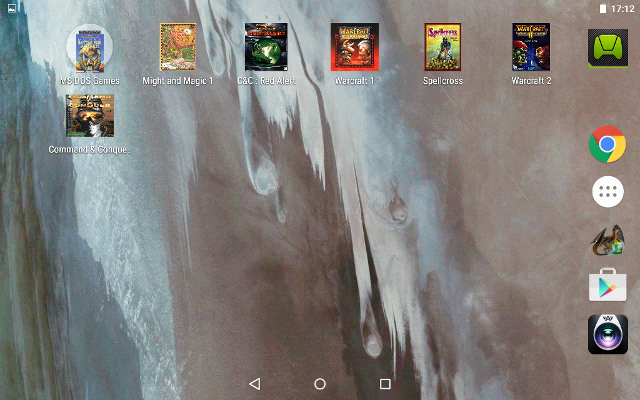 17:12
MS DOS Games
Might and Magic 1
C&C : Red Alert
Warcraft 1
Spellcross
Warcraft 2
Command & Conque..